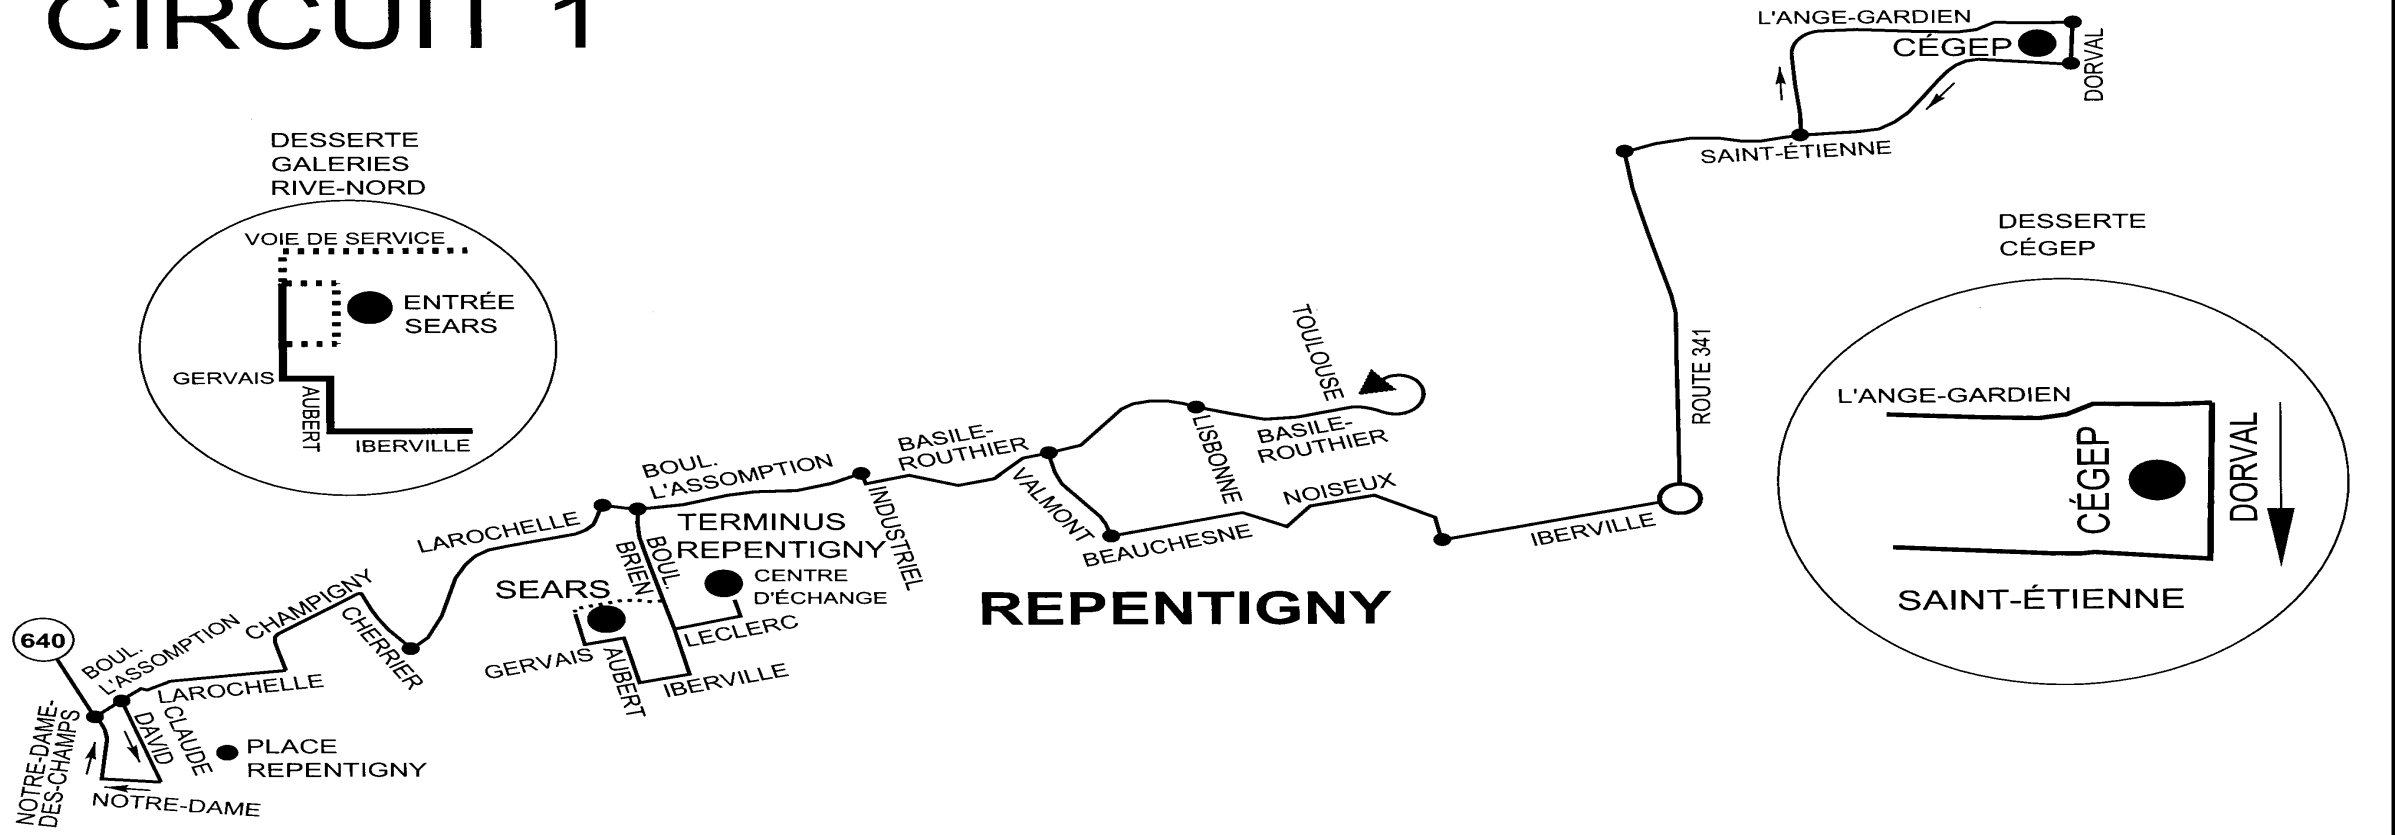 CIRCUIT 1
L'ANGE-GARDIEN
CÉGEP
DORVAL
SAINT-ÉTIENNE
DESSERTE
GALERIES
RIVE-NORD
VOIE DE SERVICE
ENTRÉE
SEARS
GERVAIS
AUBERT
IBERVILLE
DESSERTE
CÉGEP
L'ANGE-GARDIEN
CÉGEP
DORVAL
SAINT-ÉTIENNE
ROUTE 341
TOULOUSE
BASILE-
ROUTHIER
LISBONNE
BASILE-
ROUTHIER
VALMONT
NOISEUX
BEAUCHESNE
IBERVILLE
BOUL.
L'ASSOMPTION
INDUSTRIEL
LAROCHELLE
TERMINUS
REPENTIGNY
BOUL.
BRIEN
CENTRE
D'ÉCHANGE
SEARS
LECLERC
GERVAIS
AUBERT
IBERVILLE
REPENTIGNY
640
BOUL.
L'ASSOMPTION
CHAMPIGNY
CHERRIER
LAROCHELLE
CLAUDE
DAVID
NOTRE-DAME-
DES-CHAMPS
PLACE
REPENTIGNY
NOTRE-DAME